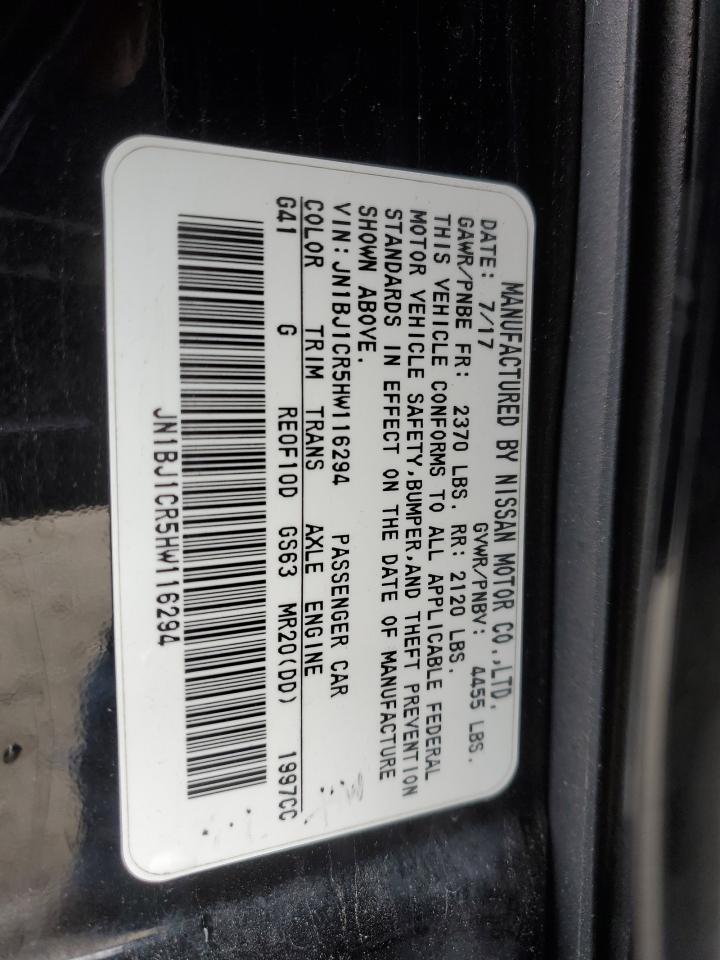 MANUFACTURED BY NISSAN MOTOR CO.,LTD.
DATE: 7/17 GVWR/PNBV: 4455 LBS.
GAWR/PNBE FR: 2370 LBS. RR: 2120 LBS.
THIS VEHICLE CONFORMS TO ALL APPLICABLE FEDERAL
MOTOR VEHICLE SAFETY,BUMPER,AND THEFT PREVENTION
STANDARDS IN EFFECT ON THE DATE OF MANUFACTURE
SHOWN ABOVE.
VIN:JN1BJ1CR5HW116294 PASSENGER CAR
COLOR TRIM TRANS AXLE ENGINE
G41 G RE0F10D GS63 MR20(DD) 1997CC
JN1BJ1CR5HW116294